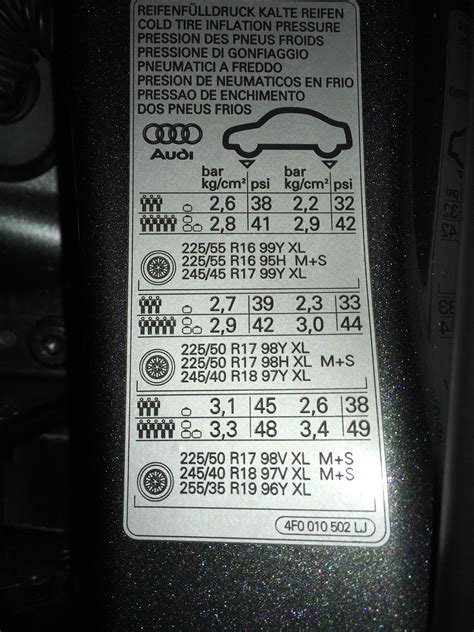 REIFENFÜLLDRUCK KALTE REIFEN
COLD TIRE INFLATION PRESSURE
PRESSION DES PNEUS FROIDS
PRESSIONE DI GONFIAGGIO
PNEUMATICI A FREDDO
PRESION DE NEUMATICOS EN FRIO
PRESSAO DE ENCHIMENTO
DOS PNEUS FRIOS
Audi
bar kg/cm² psi bar kg/cm² psi
2,6 38 2,2 32
2,8 41 2,9 42
225/55 R16 99Y XL
225/55 R16 95H M+S
245/45 R17 99Y XL
2,7 39 2,3 33
2,9 42 3,0 44
225/50 R17 98Y XL
225/50 R17 98H XL M+S
245/40 R18 97Y XL
3,1 45 2,6 38
3,3 48 3,4 49
225/50 R17 98V XL M+S
245/40 R18 97V XL M+S
255/35 R19 96Y XL
4F0 010 502 LJ